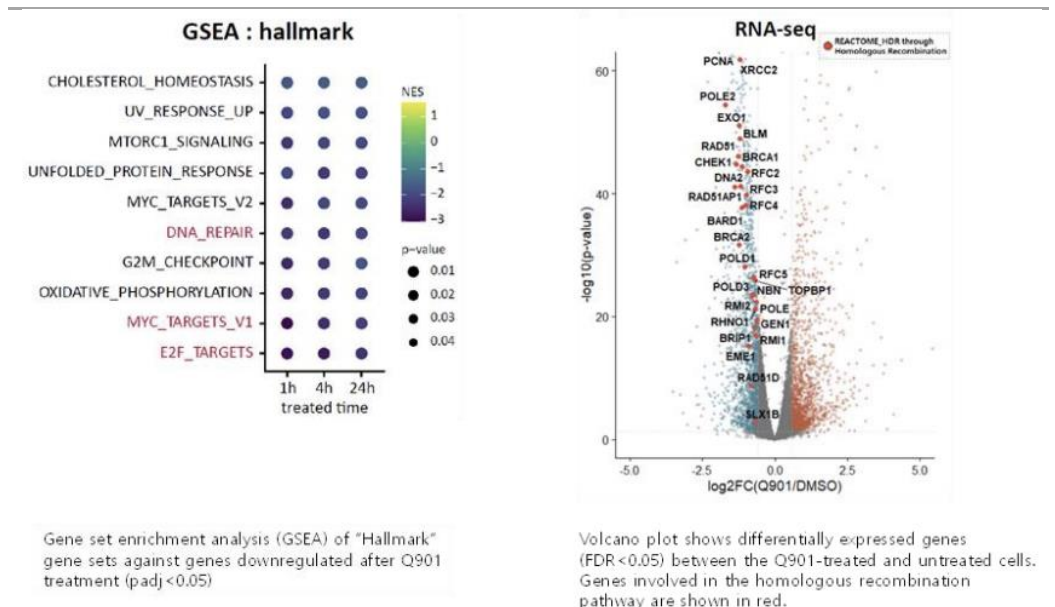 GSEA : hallmark
CHOLESTEROL_HOMEOSTASIS
UV_RESPONSE_UP
MTORC1_SIGNALING
UNFOLDED_PROTEIN_RESPONSE
MYC_TARGETS_V2
DNA_REPAIR
G2M_CHECKPOINT
OXIDATIVE_PHOSPHORYLATION
MYC_TARGETS_V1
E2F_TARGETS
1h 4h 24h
treated time
NES
1
0
−1
−2
−3
p−value
0.01
0.02
0.03
0.04
Gene set enrichment analysis (GSEA) of "Hallmark"
gene sets against genes downregulated after Q901
treatment (padj<0.05)
RNA-seq
REACTOME_HDR through
Homologous Recombination
60
40
20
0
-log10(p-value)
PCNA
XRCC2
POLE2
EXO1
BLM
RAD51
BRCA1
CHEK1
RFC2
DNA2
RFC3
RAD51AP1
RFC4
BARD1
BRCA2
POLD1
RFC5
POLD3
NBN
TOPBP1
RMI2
POLE
RHNO1
GEN1
BRIP1
RMI1
EME1
RAD51D
SLX1B
-5.0 -2.5 0.0 2.5 5.0
log2FC(Q901/DMSO)
Volcano plot shows differentially expressed genes
(FDR<0.05) between the Q901-treated and untreated cells.
Genes involved in the homologous recombination
pathway are shown in red.